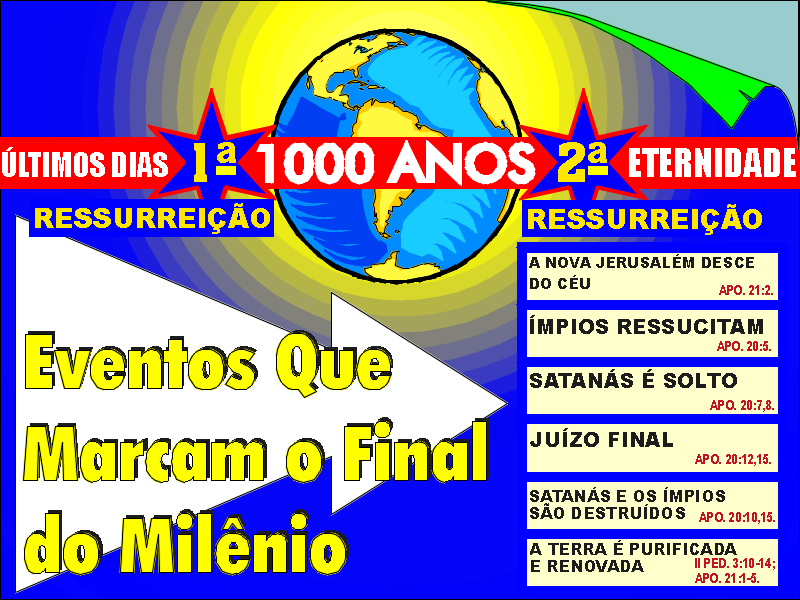 ÚLTIMOS DIAS 1ª 1000 ANOS 2ª ETERNIDADE
RESSURREIÇÃO RESSURREIÇÃO
Eventos Que
Marcam o Final
do Milênio
A NOVA JERUSALÉM DESCE
DO CÉU
APO. 21:2.
ÍMPIOS RESSUCITAM
APO. 20:5.
SATANÁS É SOLTO
APO. 20:7,8.
JUÍZO FINAL
APO. 20:12,15.
SATANÁS E OS ÍMPIOS
SÃO DESTRUÍDOS APO. 20:10,15.
A TERRA É PURIFICADA
E RENOVADA II PED. 3:10-14;
APO. 21:1-5.